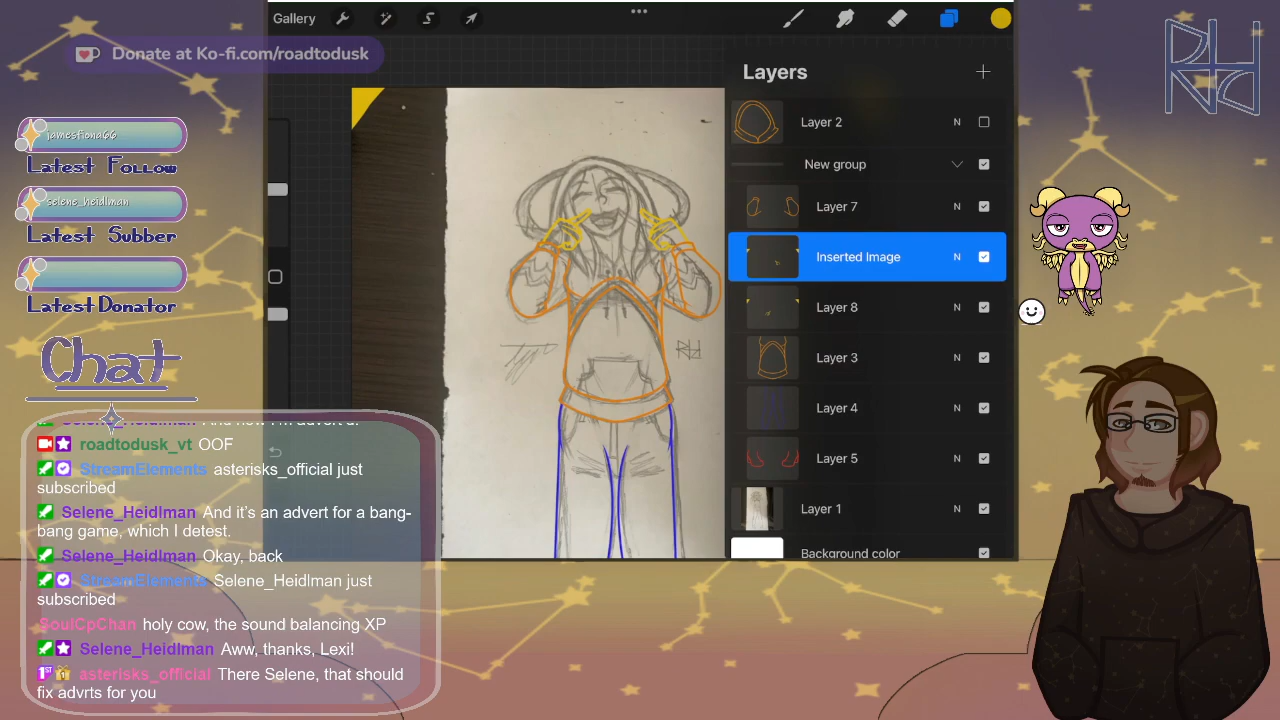 Gallery
Donate at Ko-fi.com/roadtodusk
jamesfiona66
Latest Follow
selene_heidlman
Latest Subber
Latest Donator
Chat
roadtodusk_vt OOF
StreamElements asterisks_official just
subscribed
Selene_Heidlman And it's an advert for a bang-
bang game, which I detest.
Selene_Heidlman Okay, back
StreamElements Selene_Heidlman just
subscribed
SoulCpChan holy cow, the sound balancing XP
Selene_Heidlman Aww, thanks, Lexi!
1ST asterisks_official There Selene, that should
fix advrts for you
Layers
Layer 2 N
New group
Layer 7 N
Inserted Image N
Layer 8 N
Layer 3 N
Layer 4 N
Layer 5 N
Layer 1 N
Background color
Rtd